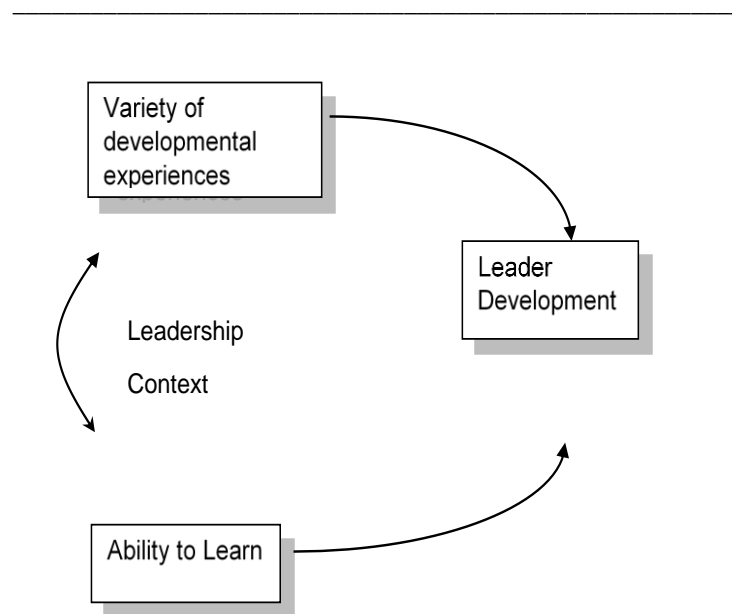 Variety of
developmental
experiences
Leader
Development
Leadership
Context
Ability to Learn